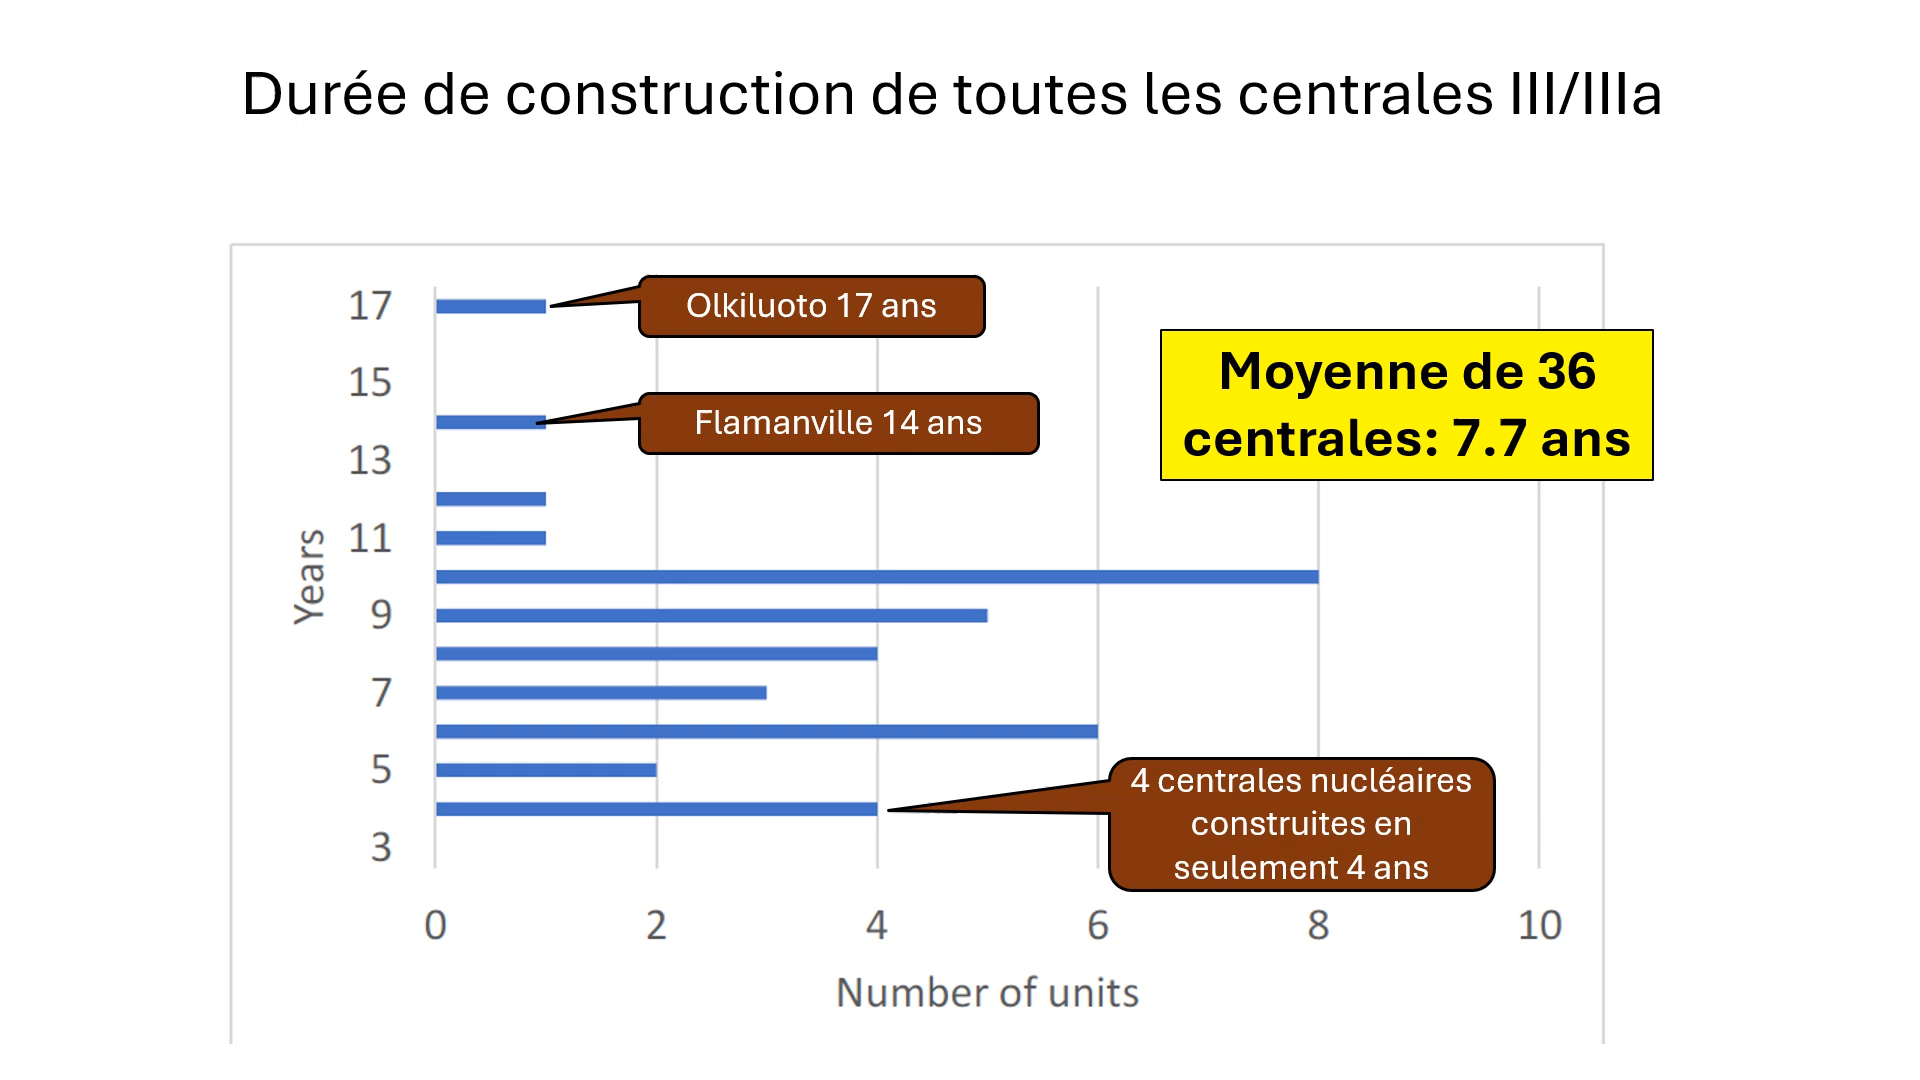 Durée de construction de toutes les centrales III/IIIa
17
Olkiluoto 17 ans
15
Moyenne de 36
centrales: 7.7 ans
Flamanville 14 ans
13
11
Years
9
7
5
4 centrales nucléaires
construites en
seulement 4 ans
3
0 2 4 6 8 10
Number of units